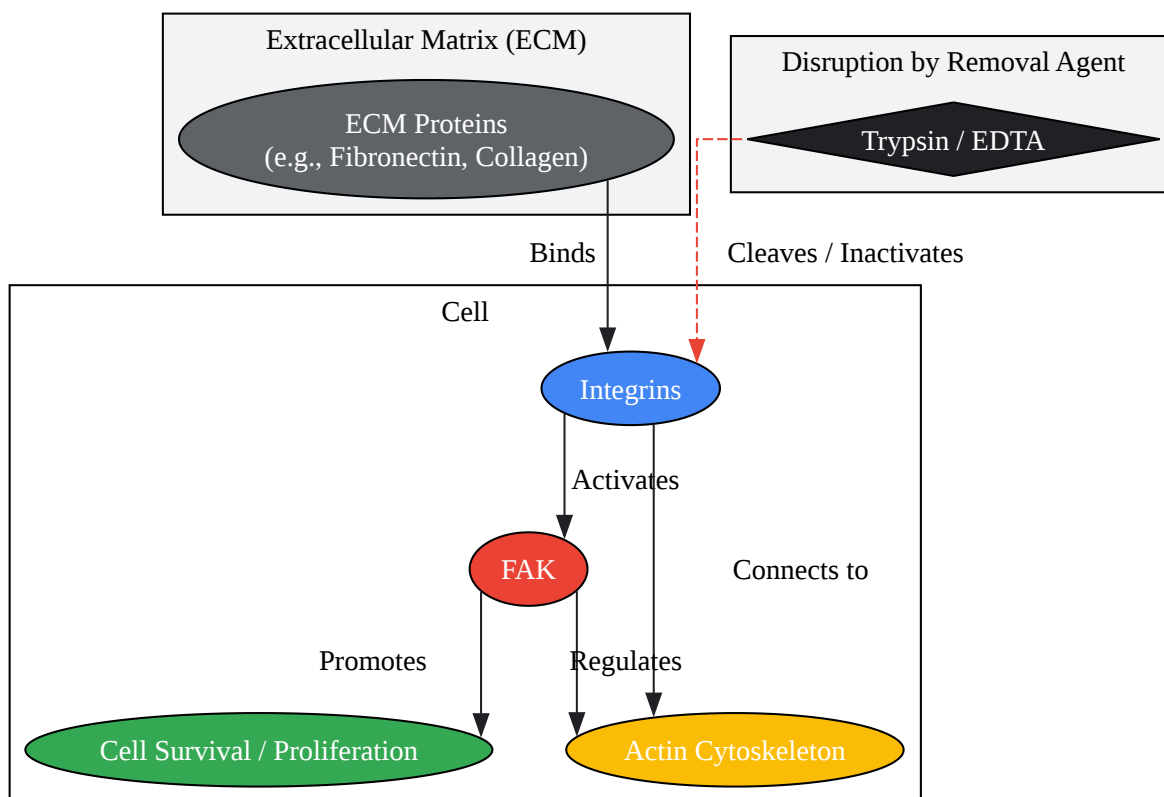 Extracellular Matrix (ECM)
ECM Proteins
(e.g., Fibronectin, Collagen)
Disruption by Removal Agent
Trypsin / EDTA
Binds
Cleaves / Inactivates
Cell
Integrins
Activates
FAK
Connects to
Promotes
Regulates
Cell Survival / Proliferation
Actin Cytoskeleton